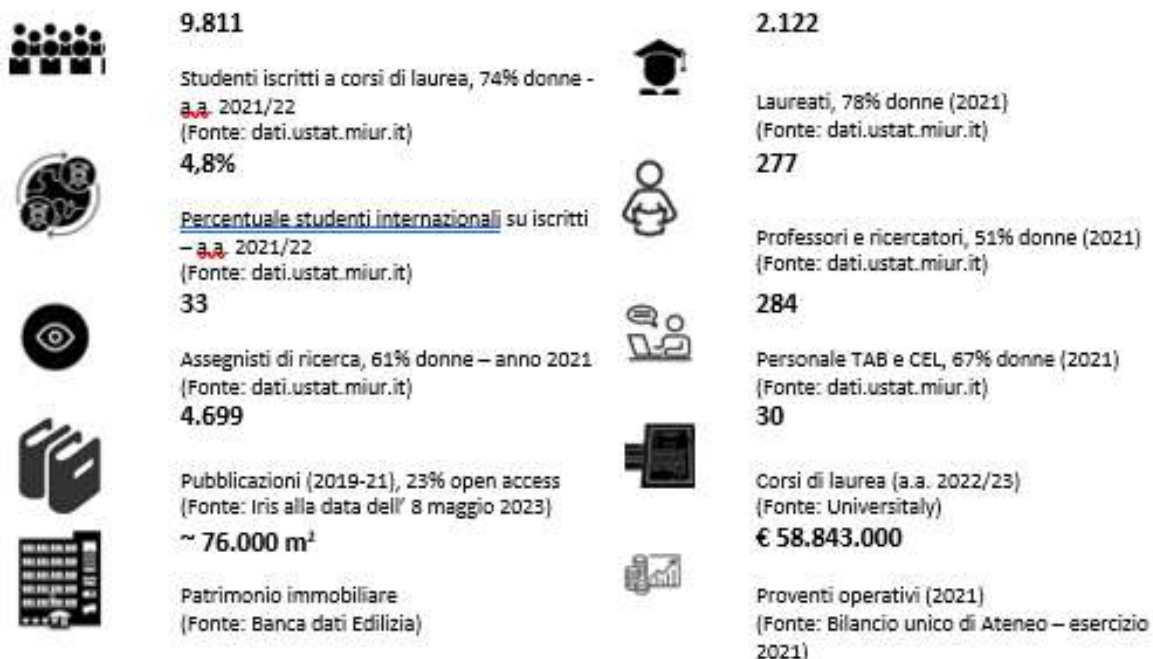 9.811
Studenti iscritti a corsi di laurea, 74% donne -
a.a. 2021/22
(Fonte: dati.ustat.miur.it)
4,8%
Percentuale studenti internazionali su iscritti
– a.a. 2021/22
(Fonte: dati.ustat.miur.it)
33
Assegnisti di ricerca, 61% donne – anno 2021
(Fonte: dati.ustat.miur.it)
4.699
Pubblicazioni (2019-21), 23% open access
(Fonte: Iris alla data dell' 8 maggio 2023)
~ 76.000 m²
Patrimonio immobiliare
(Fonte: Banca dati Edilizia)
2.122
Laureati, 78% donne (2021)
(Fonte: dati.ustat.miur.it)
277
Professori e ricercatori, 51% donne (2021)
(Fonte: dati.ustat.miur.it)
284
Personale TAB e CEL, 67% donne (2021)
(Fonte: dati.ustat.miur.it)
30
Corsi di laurea (a.a. 2022/23)
(Fonte: Universitaly)
€ 58.843.000
Proventi operativi (2021)
(Fonte: Bilancio unico di Ateneo – esercizio
2021)